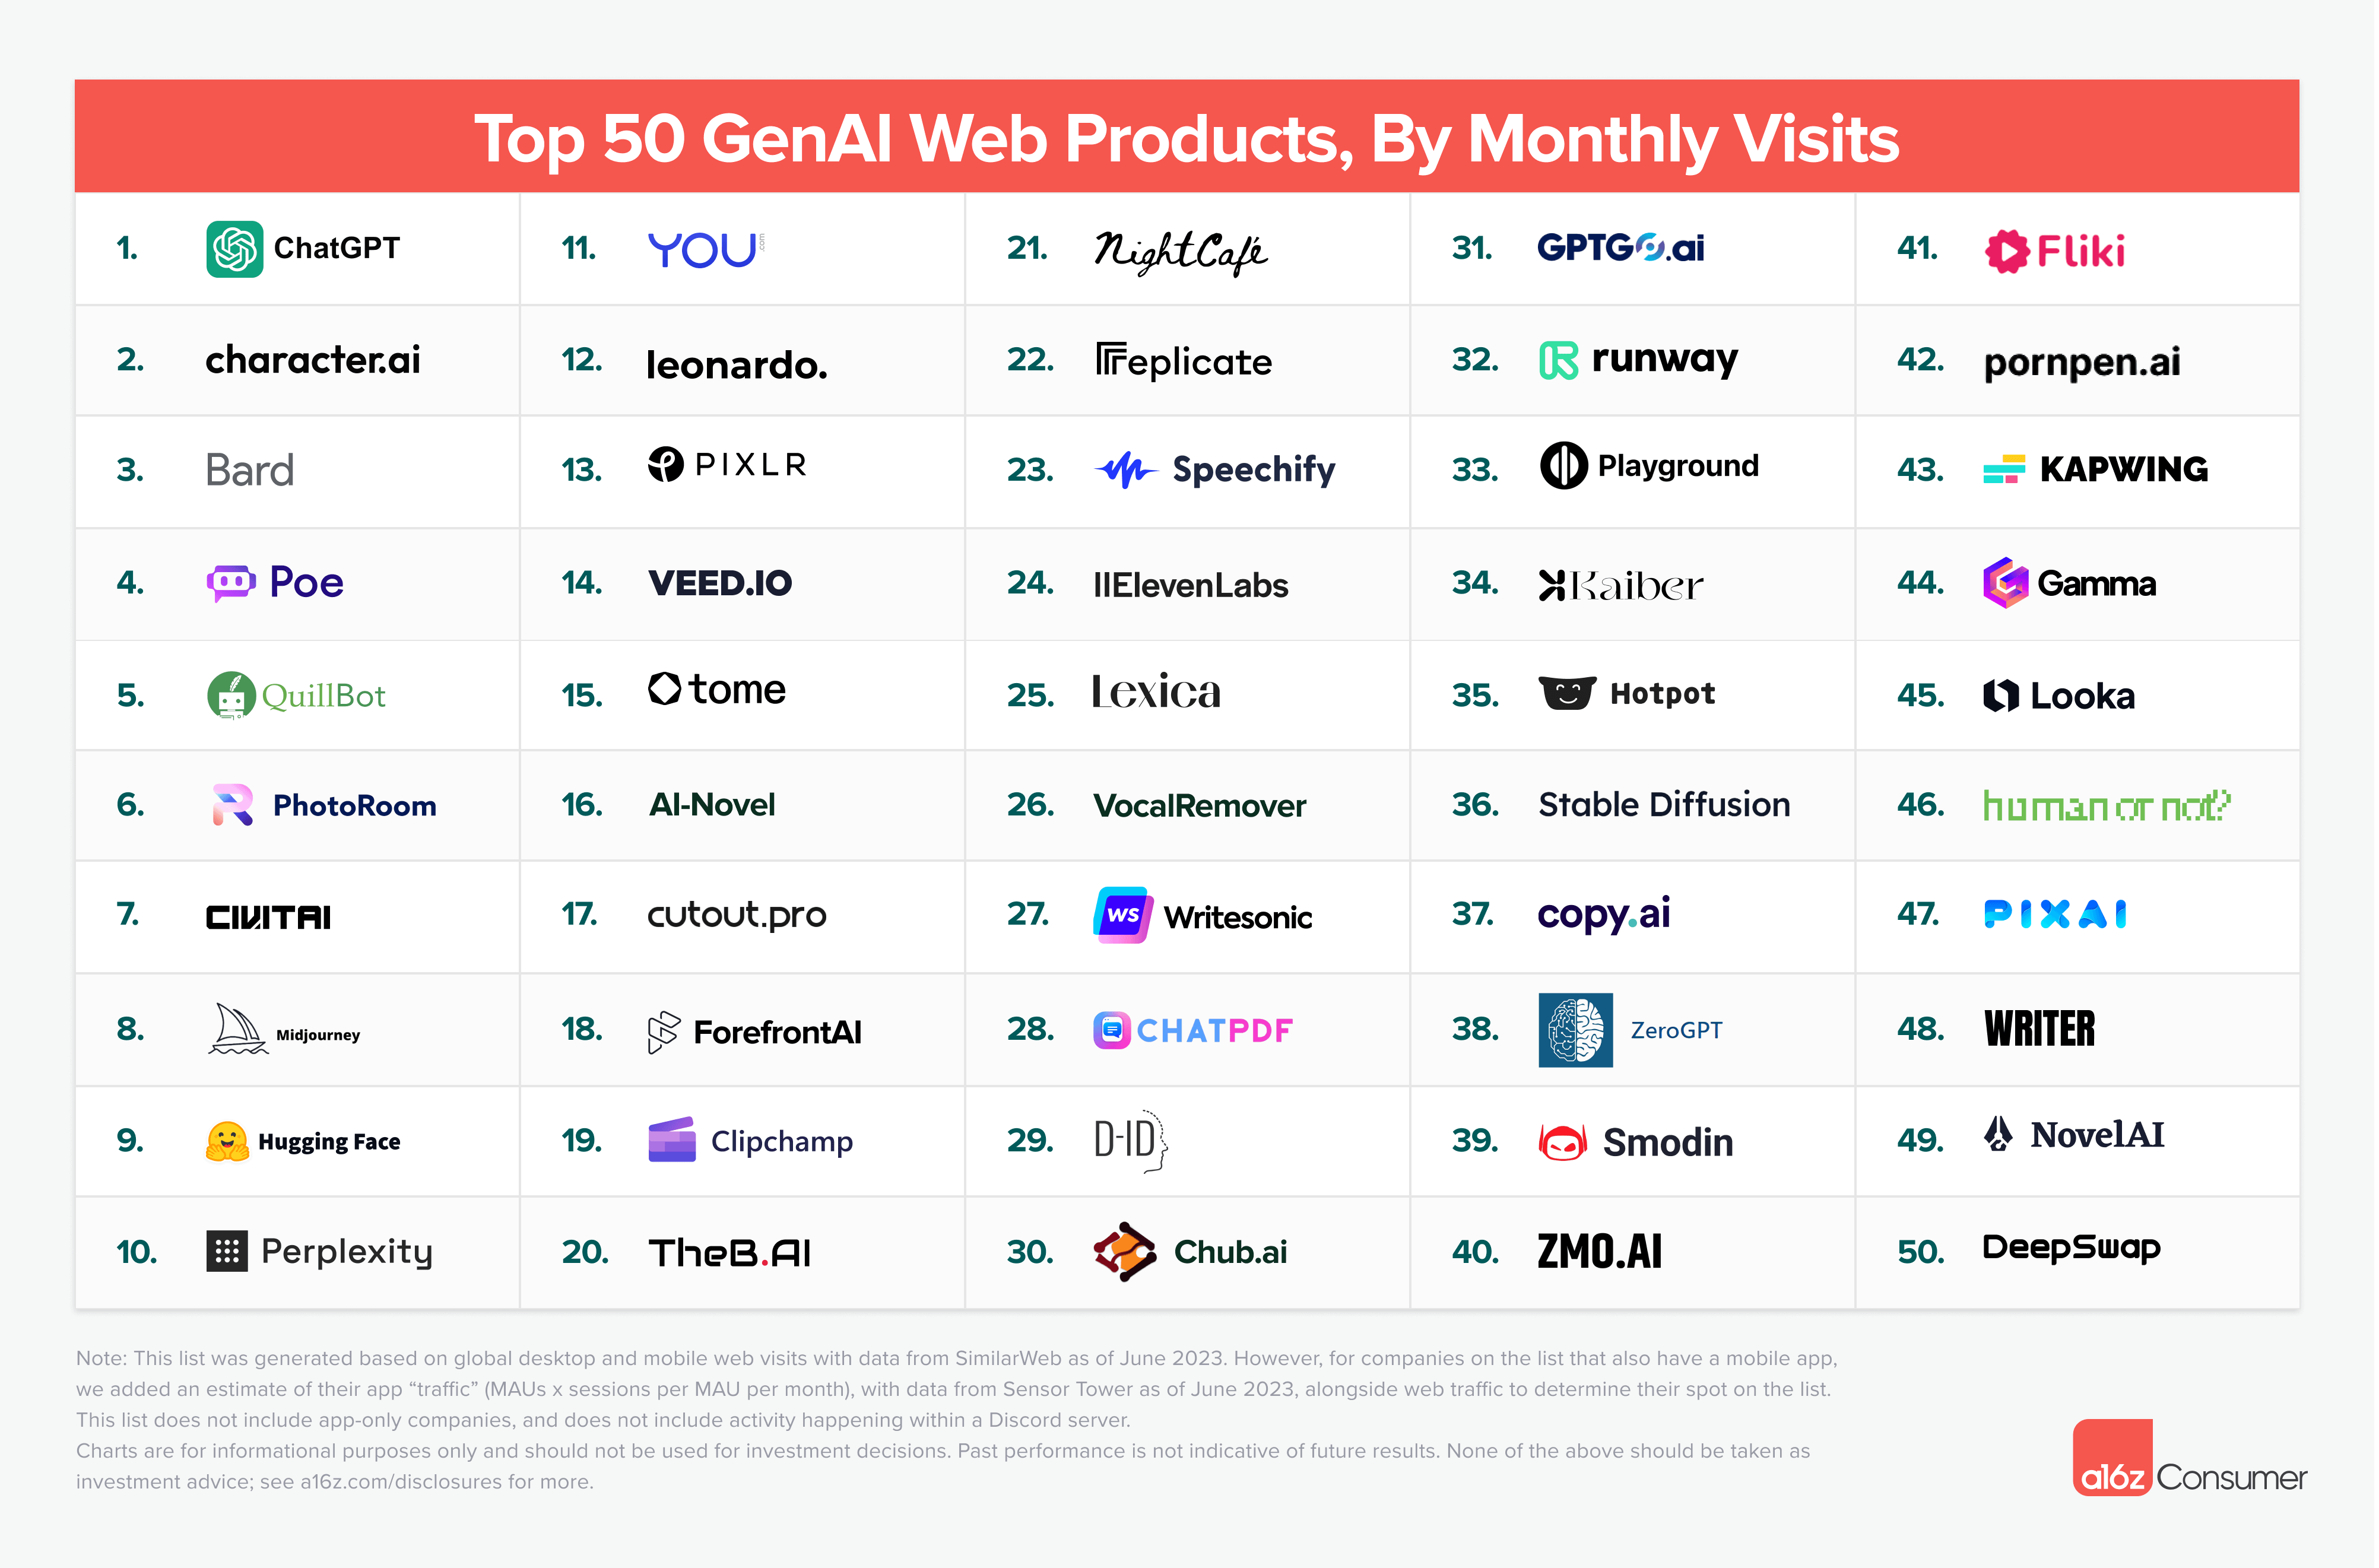 Top 50 GenAI Web Products, By Monthly Visits
1. ChatGPT
2. character.ai
3. Bard
4. Poe
5. QuillBot
6. PhotoRoom
7. CIVITAI
8. Midjourney
9. Hugging Face
10. Perplexity
11. YOU.com
12. leonardo.
13. PIXLR
14. VEED.IO
15. tome
16. AI-Novel
17. cutout.pro
18. ForefrontAI
19. Clipchamp
20. TheB.AI
21. NightCafé
22. replicate
23. Speechify
24. IIElevenLabs
25. Lexica
26. VocalRemover
27. WS Writesonic
28. CHATPDF
29. D-ID
30. Chub.ai
31. GPTGO.ai
32. runway
33. Playground
34. Kaiber
35. Hotpot
36. Stable Diffusion
37. copy.ai
38. ZeroGPT
39. Smodin
40. ZMO.AI
41. Fliki
42. pornpen.ai
43. KAPWING
44. Gamma
45. Looka
46. human or not?
47. PIXAI
48. WRITER
49. NovelAI
50. DeepSwap
Note: This list was generated based on global desktop and mobile web visits with data from SimilarWeb as of June 2023. However, for companies on the list that also have a mobile app,
we added an estimate of their app “traffic” (MAUs x sessions per MAU per month), with data from Sensor Tower as of June 2023, alongside web traffic to determine their spot on the list.
This list does not include app-only companies, and does not include activity happening within a Discord server.
Charts are for informational purposes only and should not be used for investment decisions. Past performance is not indicative of future results. None of the above should be taken as
investment advice; see a16z.com/disclosures for more.
a16z Consumer